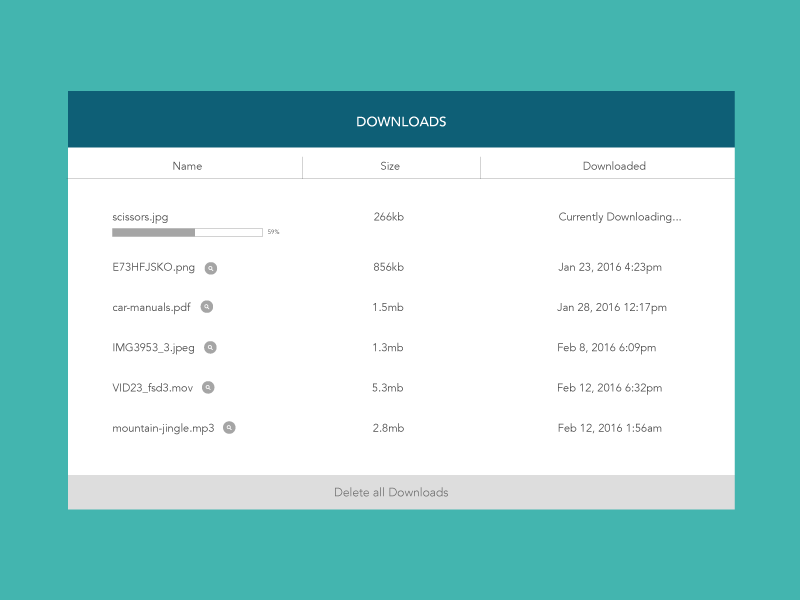 DOWNLOADS
Name Size Downloaded
scissors.jpg 266kb Currently Downloading...
59%
E73HFJSKO.png 856kb Jan 23, 2016 4:23pm
car-manuals.pdf 1.5mb Jan 28, 2016 12:17pm
IMG3953_3.jpeg 1.3mb Feb 8, 2016 6:09pm
VID23_fsd3.mov 5.3mb Feb 12, 2016 6:32pm
mountain-jingle.mp3 2.8mb Feb 12, 2016 1:56am
Delete all Downloads